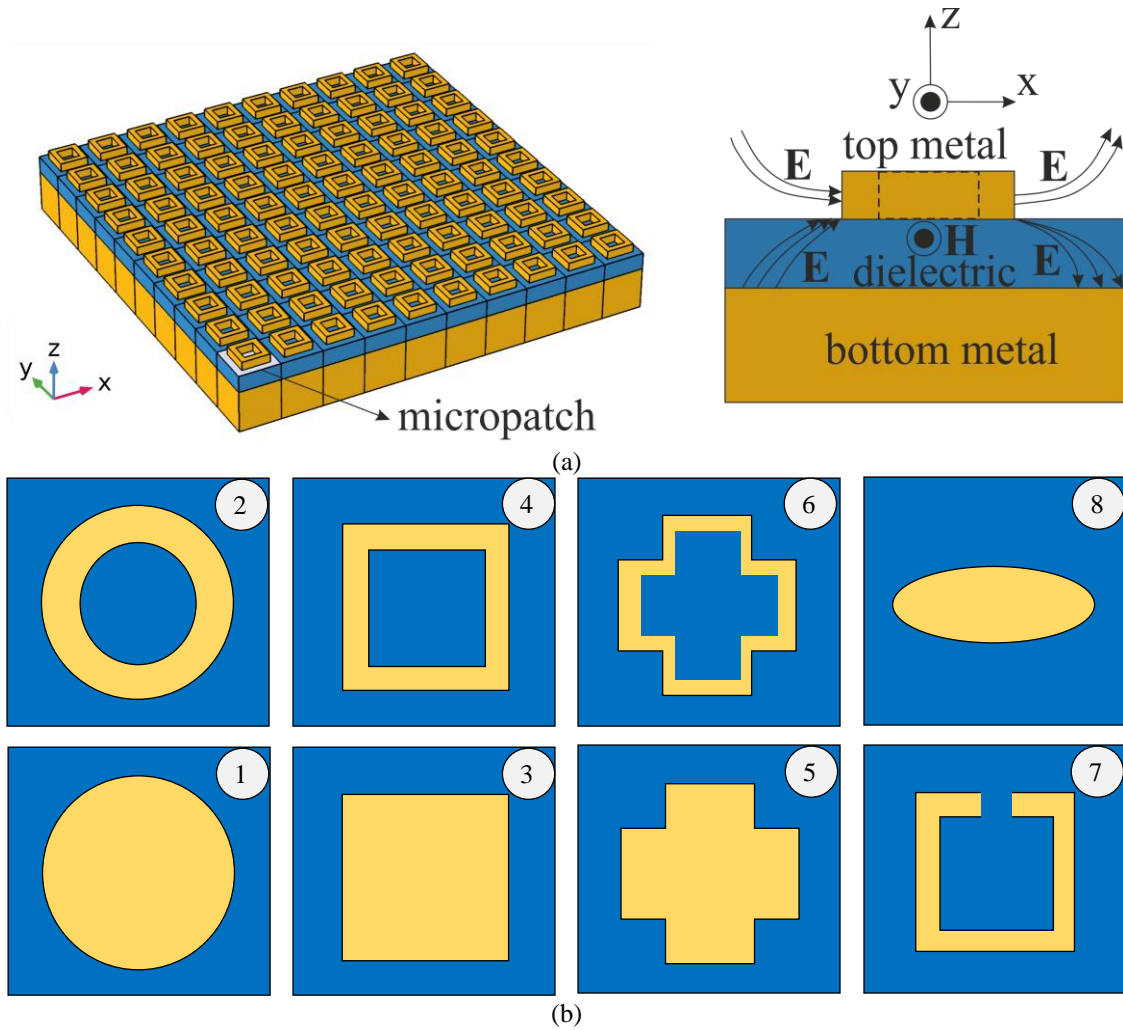 z
y
x
micropatch
z
y
x
top metal
E
E
H
E
E
dielectric
bottom metal
(a)
2
4
6
8
1
3
5
7
(b)